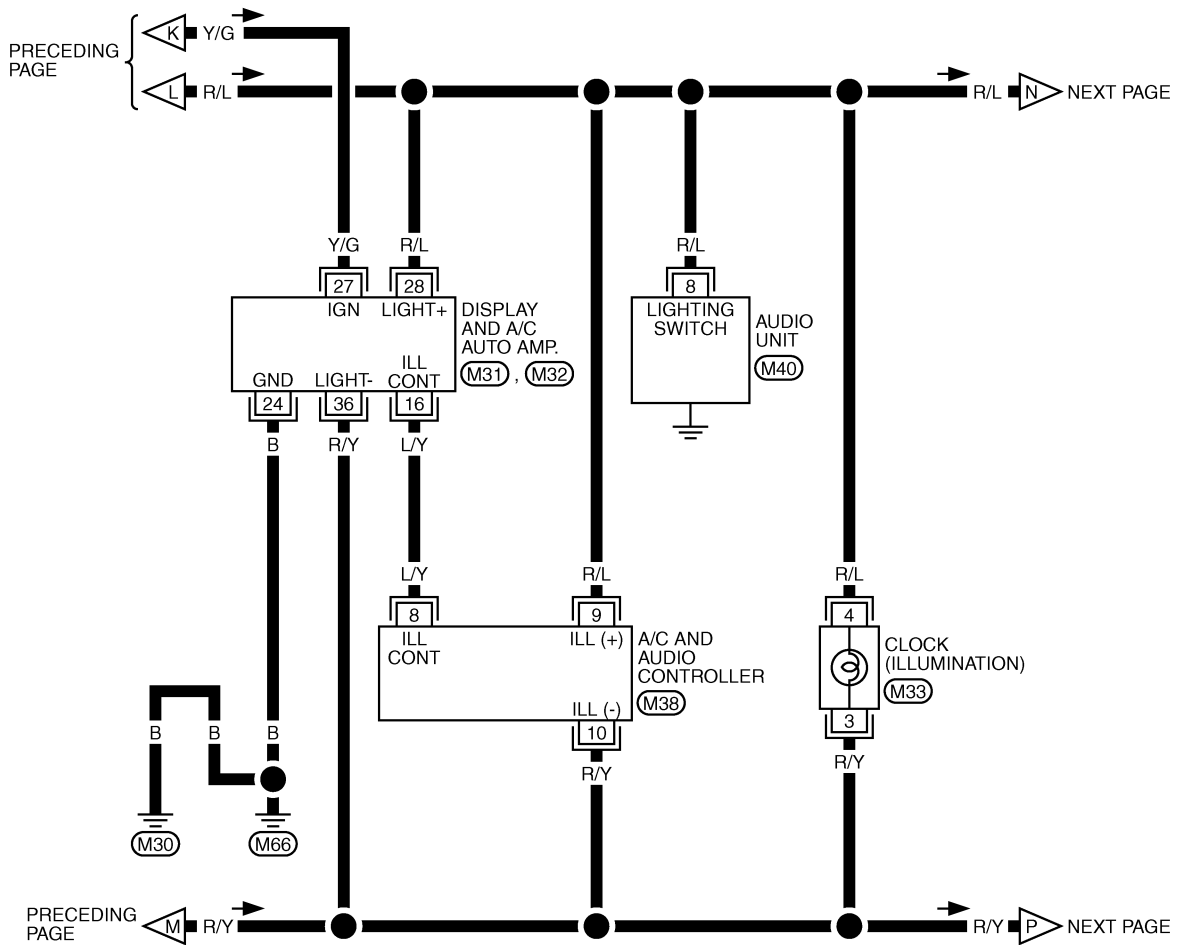 K Y/G
PRECEDING
PAGE
L R/L
R/L N NEXT PAGE
Y/G R/L R/L
27 28 8
IGN LIGHT+
DISPLAY
AND A/C
AUTO AMP.
M31 , M32
ILL
GND LIGHT- CONT
24 36 16
LIGHTING
SWITCH
AUDIO
UNIT
M40
B R/Y L/Y
L/Y R/L R/L
8 9 4
ILL
CONT
ILL (+)
A/C AND
AUDIO
CONTROLLER
M38
CLOCK
(ILLUMINATION)
M33
ILL (-)
10 3
B B B
R/Y R/Y
M30 M66
PRECEDING
PAGE
M R/Y
R/Y P NEXT PAGE